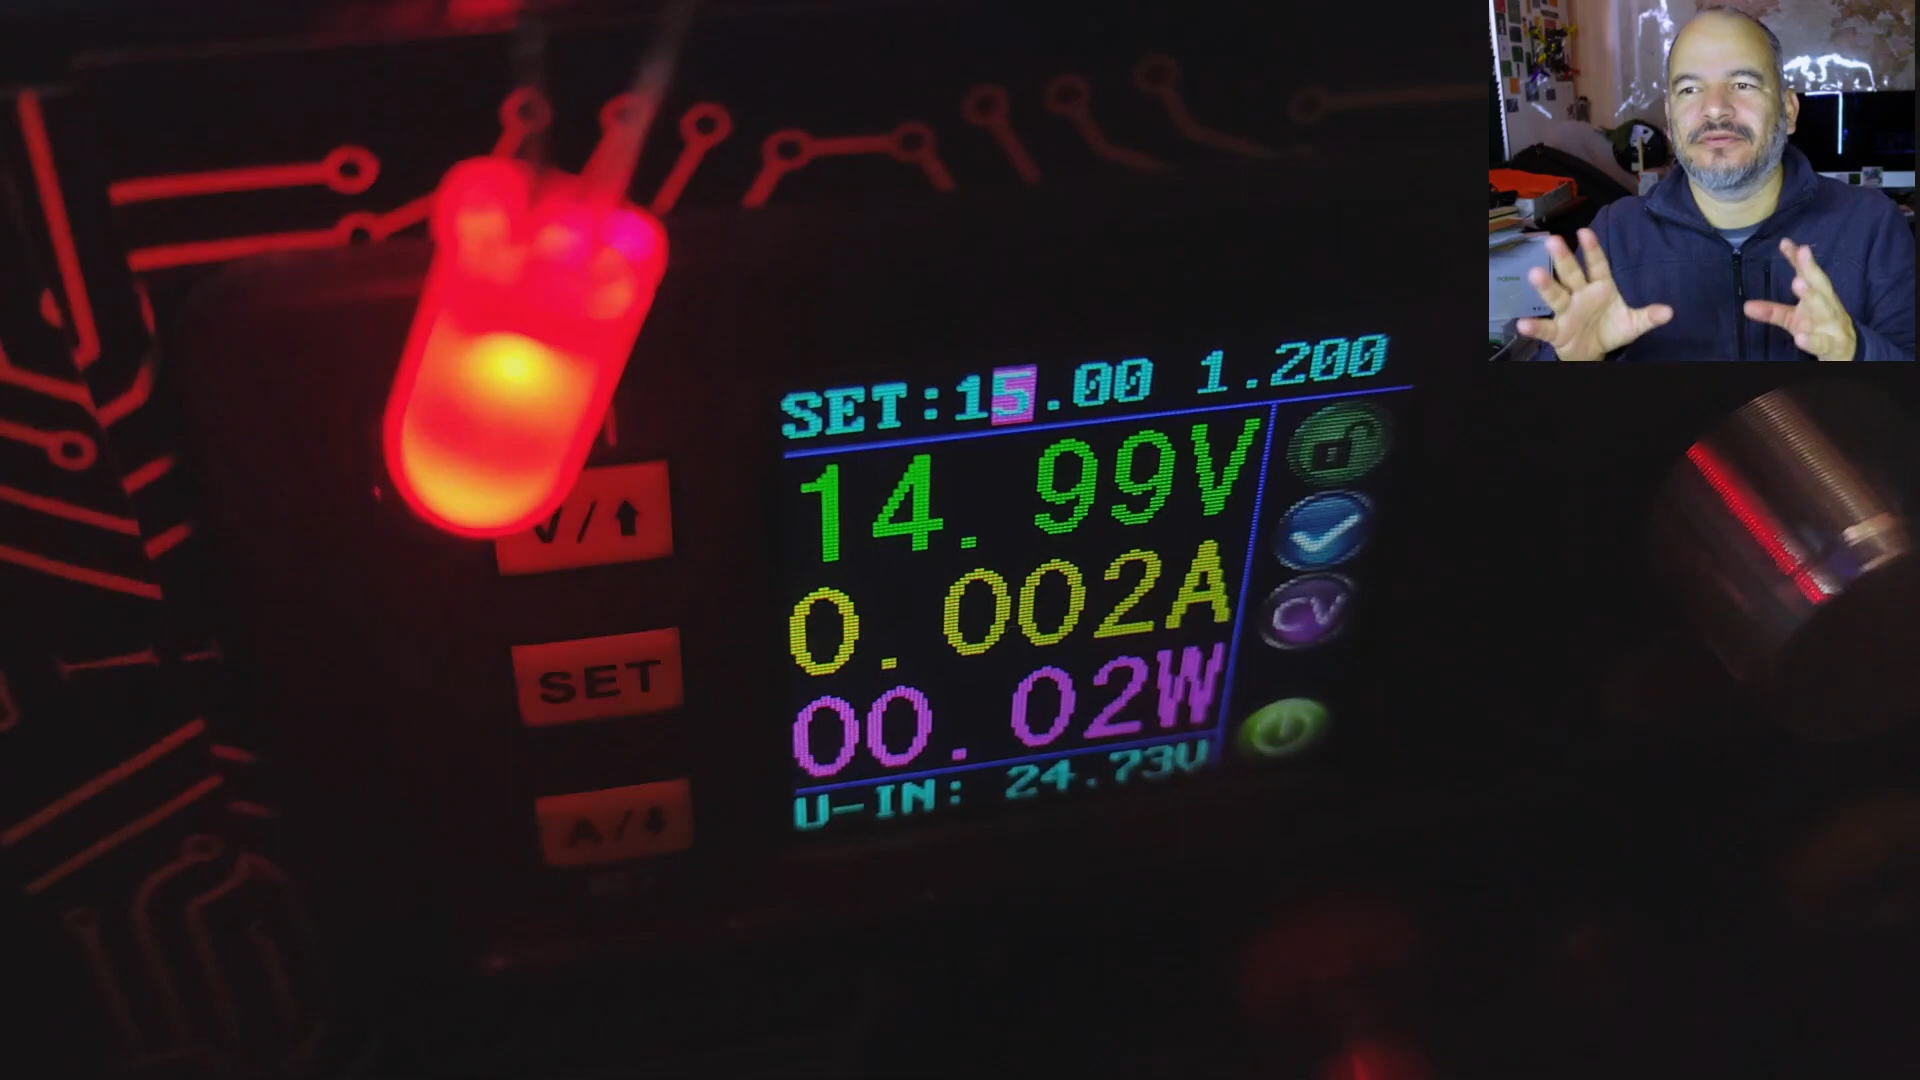 SET:15.00 1.200
14.99V
0.002A
00.02W
U-IN: 24.73V
CV
V/↑
SET
A/↓